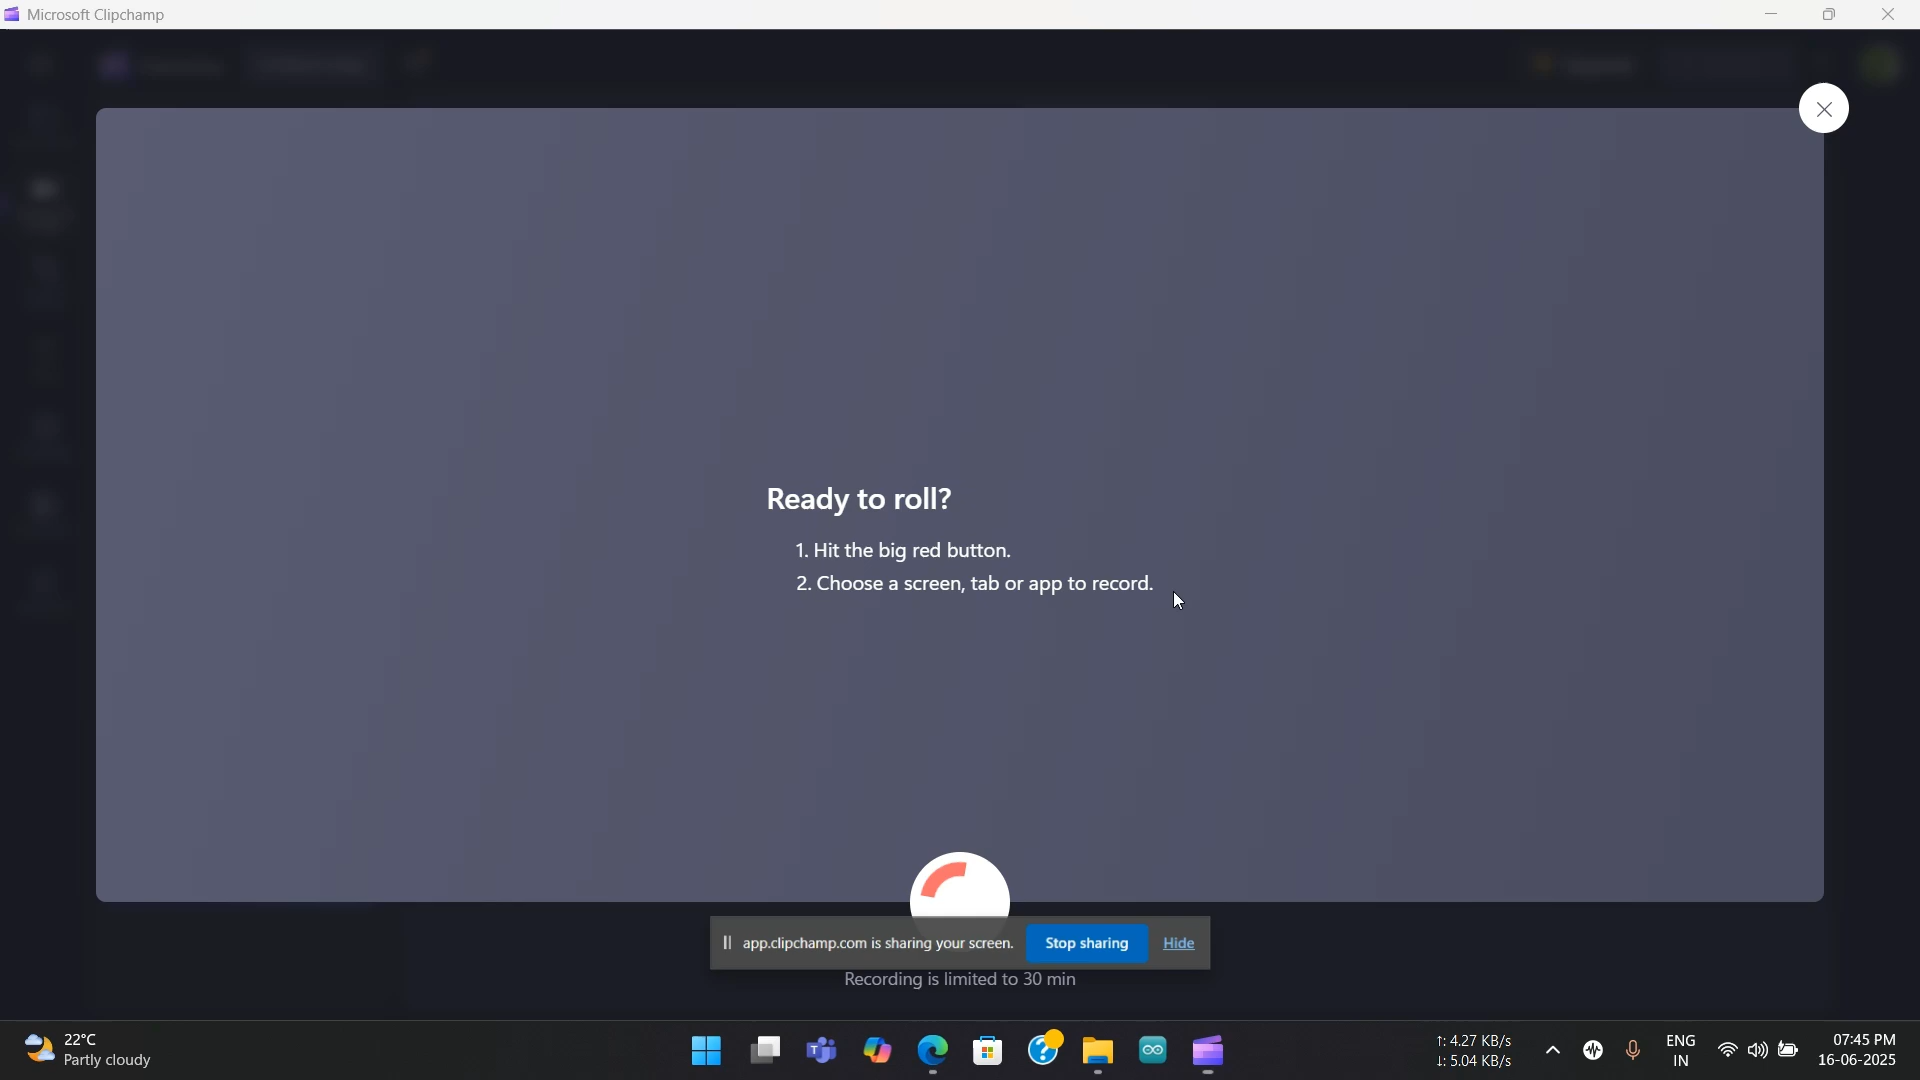 Microsoft Clipchamp
Ready to roll?
1. Hit the big red button.
2. Choose a screen, tab or app to record.
app.clipchamp.com is sharing your screen.
Stop sharing
Hide
Recording is limited to 30 min
22°C
Partly cloudy
↑: 4.27 KB/s
↓: 5.04 KB/s
ENG
IN
07:45 PM
16-06-2025